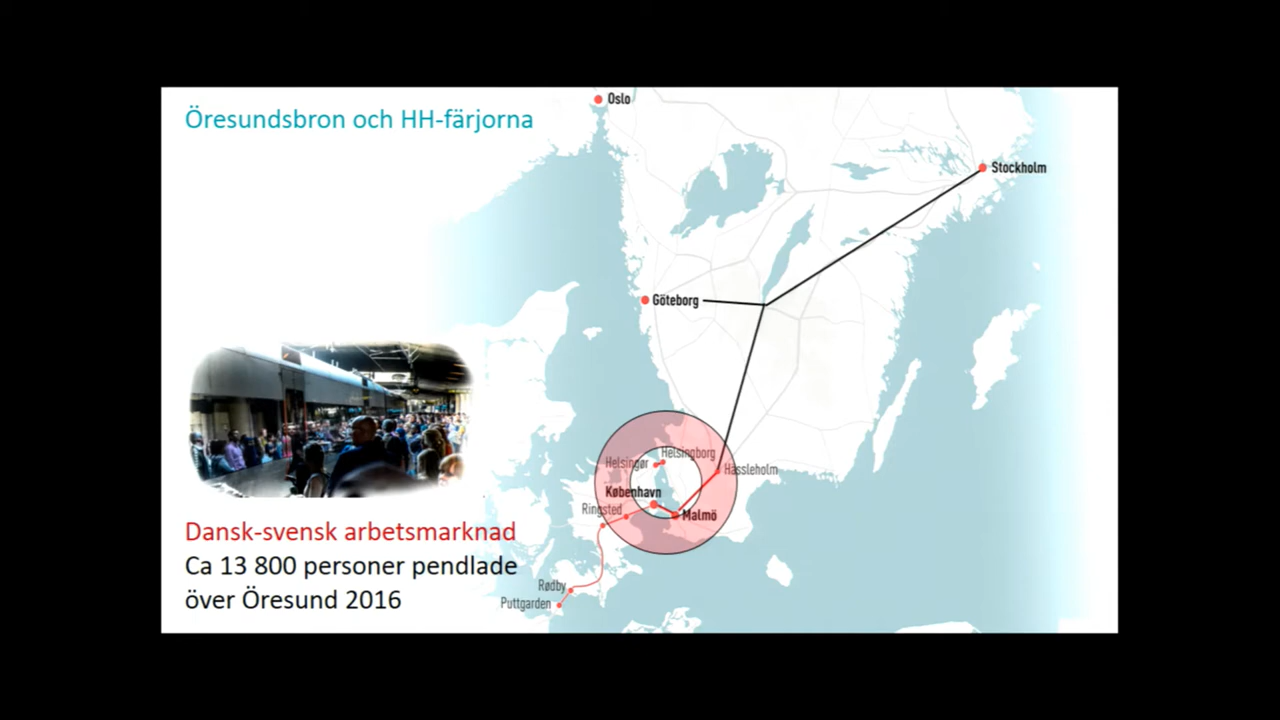 Öresundsbron och HH-färjorna
Oslo
Stockholm
Göteborg
Helsingborg
Helsingør
Hässleholm
København
Ringsted
Malmö
Dansk-svensk arbetsmarknad
Ca 13 800 personer pendlade
över Öresund 2016
Rødby
Puttgarden